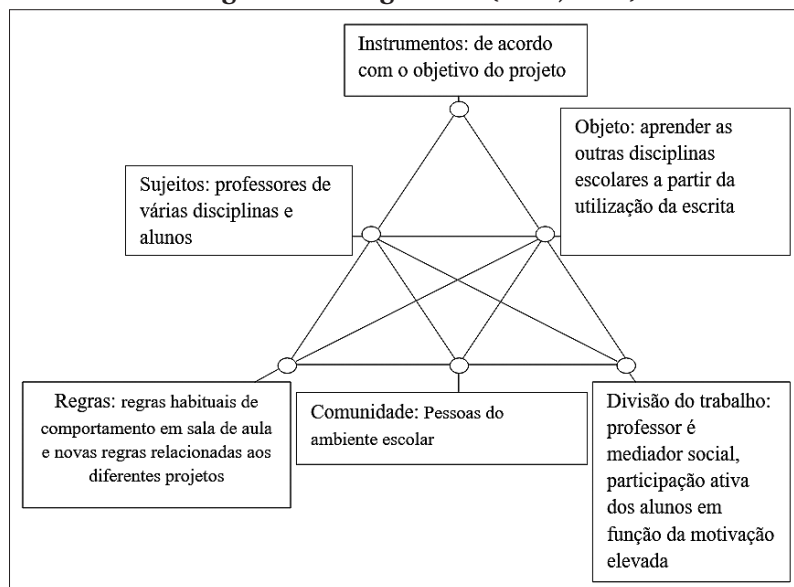 Instrumentos: de acordo
com o objetivo do projeto
Objeto: aprender as
outras disciplinas
escolares a partir da
utilização da escrita
Sujeitos: professores de
várias disciplinas e
alunos
Regras: regras habituais de
comportamento em sala de aula
e novas regras relacionadas aos
diferentes projetos
Comunidade: Pessoas do
ambiente escolar
Divisão do trabalho:
professor é
mediador social,
participação ativa
dos alunos em
função da motivação
elevada